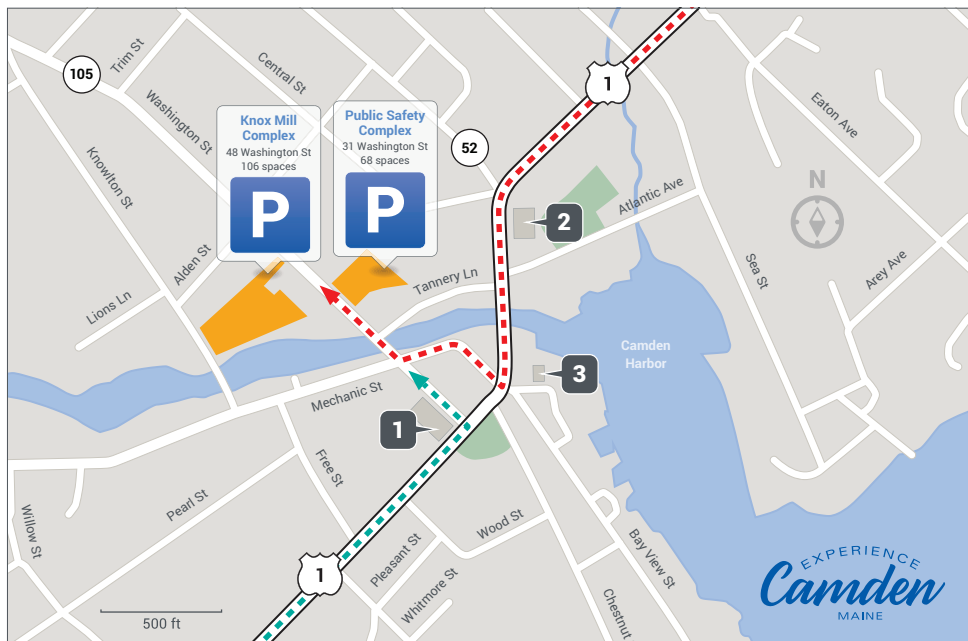 105
Trim St
Central St
1
Eaton Ave
Washington St
Knox Mill
Complex
48 Washington St
106 spaces
P
Public Safety
Complex
31 Washington St
68 spaces
P
52
Knowlton St
Atlantic Ave
N
2
Alden St
Tannery Ln
Sea St
Arey Ave
Lions Ln
Camden
Harbor
3
Mechanic St
1
Free St
Pearl St
Willow St
Wood St
Pleasant St
Bay View St
Whitmore St
Chestnut
1
500 ft
EXPERIENCE
Camden
MAINE